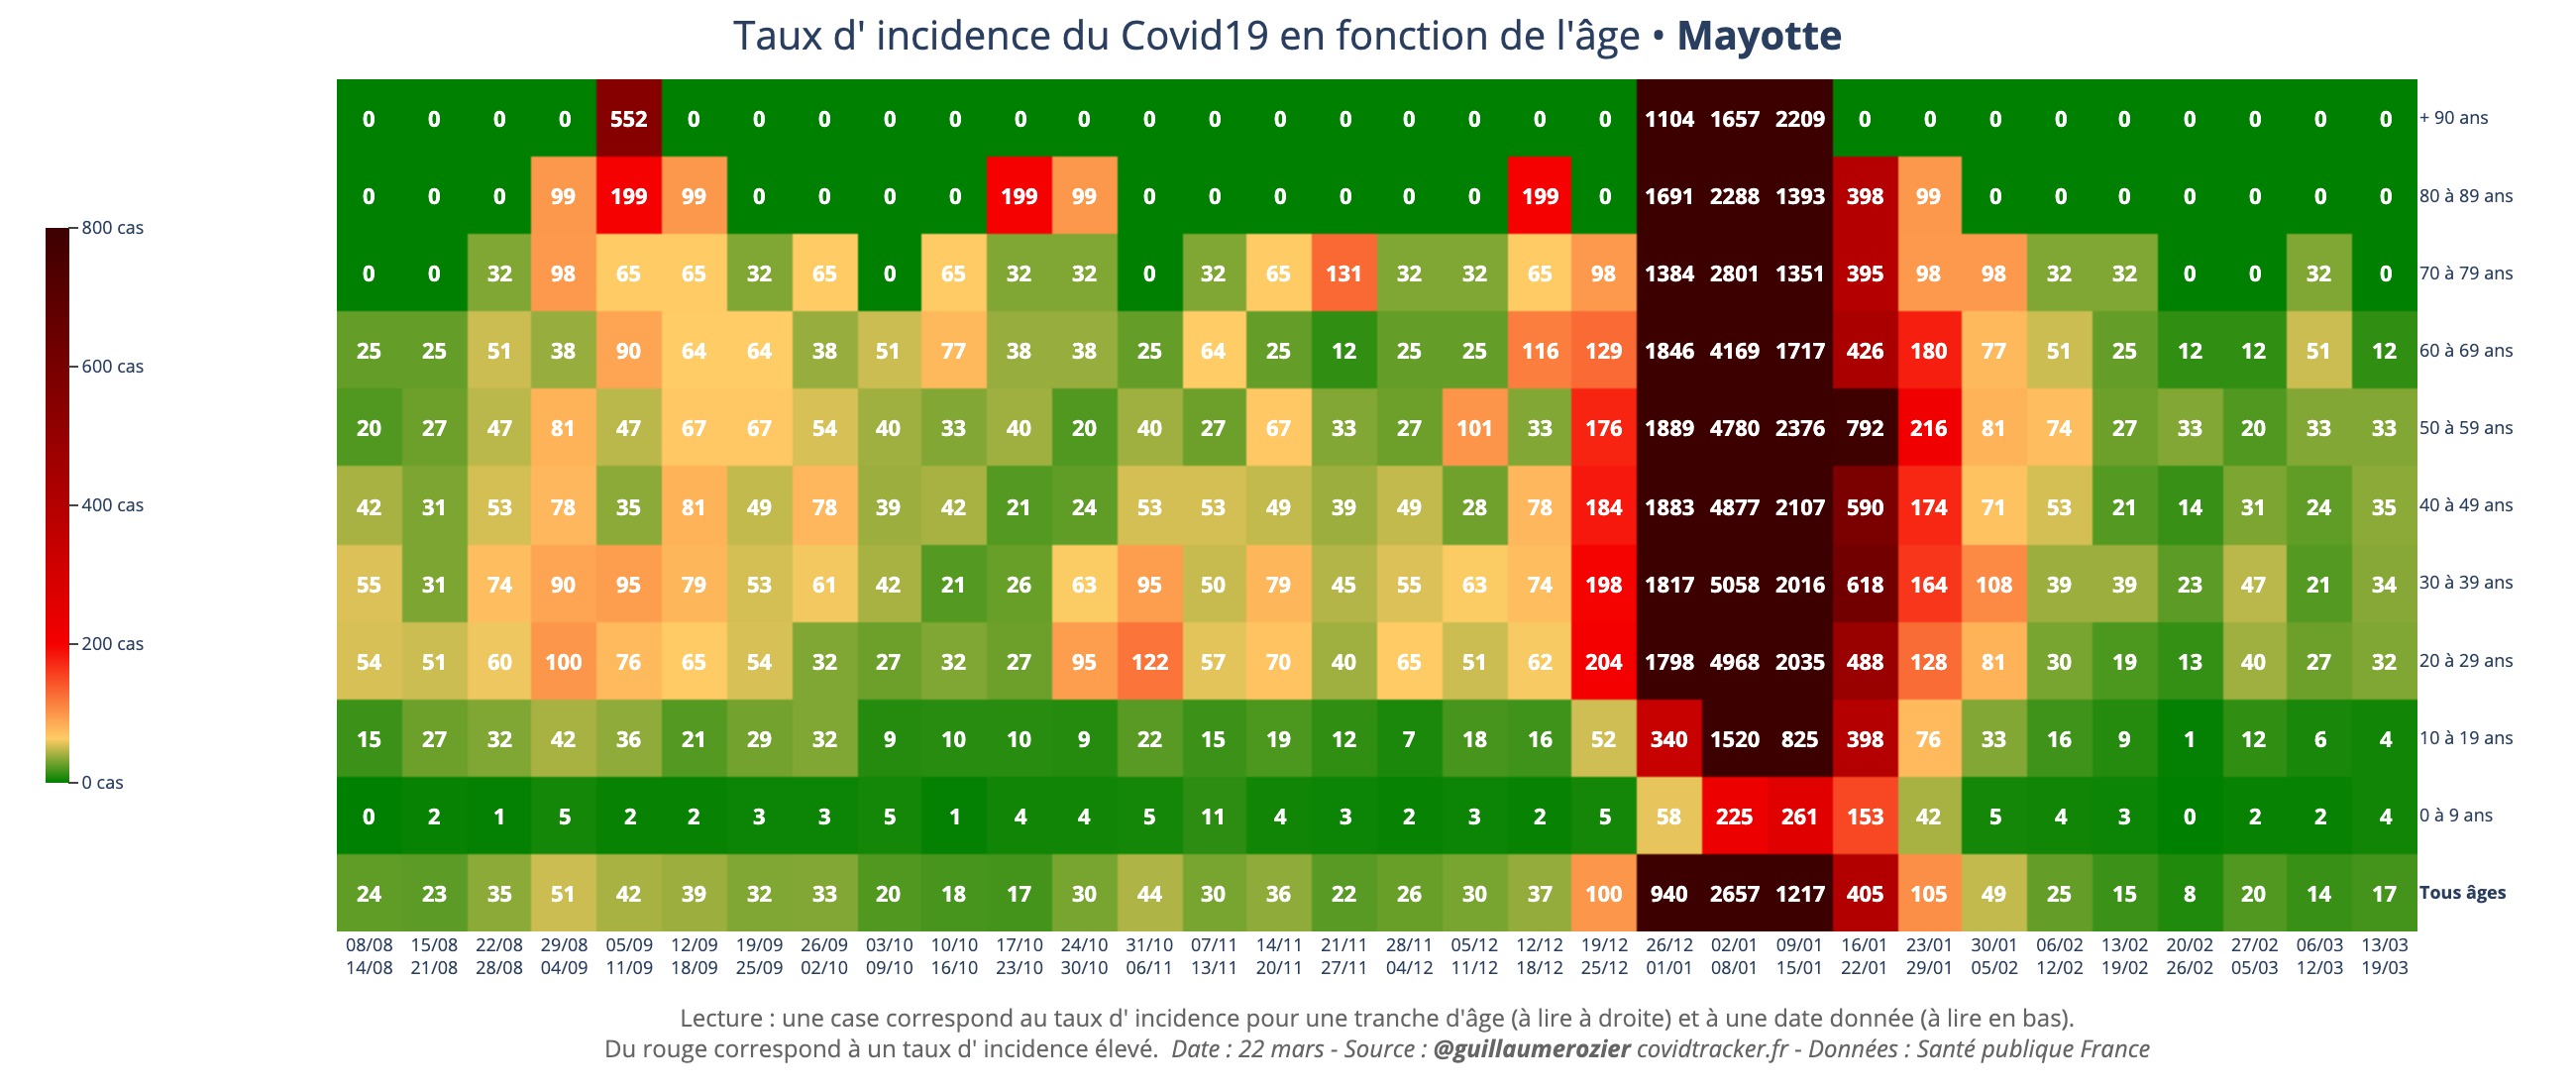 Taux d' incidence du Covid19 en fonction de l'âge • Mayotte
800 cas
600 cas
400 cas
200 cas
0 cas
0 0 0 0 552 0 0 0 0 0 0 0 0 0 0 0 0 0 0 0 1104 1657 2209 0 0 0 0 0 0 0 0 0 + 90 ans
0 0 0 99 199 99 0 0 0 0 199 99 0 0 0 0 0 0 199 0 1691 2288 1393 398 99 0 0 0 0 0 0 0 80 à 89 ans
0 0 32 98 65 65 32 65 0 65 32 32 0 32 65 131 32 32 65 98 1384 2801 1351 395 98 98 32 32 0 0 32 0 70 à 79 ans
25 25 51 38 90 64 64 38 51 77 38 38 25 64 25 12 25 25 116 129 1846 4169 1717 426 180 77 51 25 12 12 51 12 60 à 69 ans
20 27 47 81 47 67 67 54 40 33 40 20 40 27 67 33 27 101 33 176 1889 4780 2376 792 216 81 74 27 33 20 33 33 50 à 59 ans
42 31 53 78 35 81 49 78 39 42 21 24 53 53 49 39 49 28 78 184 1883 4877 2107 590 174 71 53 21 14 31 24 35 40 à 49 ans
55 31 74 90 95 79 53 61 42 21 26 63 95 50 79 45 55 63 74 198 1817 5058 2016 618 164 108 39 39 23 47 21 34 30 à 39 ans
54 51 60 100 76 65 54 32 27 32 27 95 122 57 70 40 65 51 62 204 1798 4968 2035 488 128 81 30 19 13 40 27 32 20 à 29 ans
15 27 32 42 36 21 29 32 9 10 10 9 22 15 19 12 7 18 16 52 340 1520 825 398 76 33 16 9 1 12 6 4 10 à 19 ans
0 2 1 5 2 2 3 3 5 1 4 4 5 11 4 3 2 3 2 5 58 225 261 153 42 5 4 3 0 2 2 4 0 à 9 ans
24 23 35 51 42 39 32 33 20 18 17 30 44 30 36 22 26 30 37 100 940 2657 1217 405 105 49 25 15 8 20 14 17 Tous âges
08/08 15/08 22/08 29/08 05/09 12/09 19/09 26/09 03/10 10/10 17/10 24/10 31/10 07/11 14/11 21/11 28/11 05/12 12/12 19/12 26/12 02/01 09/01 16/01 23/01 30/01 06/02 13/02 20/02 27/02 06/03 13/03
14/08 21/08 28/08 04/09 11/09 18/09 25/09 02/10 09/10 16/10 23/10 30/10 06/11 13/11 20/11 27/11 04/12 11/12 18/12 25/12 01/01 08/01 15/01 22/01 29/01 05/02 12/02 19/02 26/02 05/03 12/03 19/03
Lecture : une case correspond au taux d' incidence pour une tranche d'âge (à lire à droite) et à une date donnée (à lire en bas).
Du rouge correspond à un taux d' incidence élevé. Date : 22 mars - Source : @guillaumerozier covidtracker.fr - Données : Santé publique France